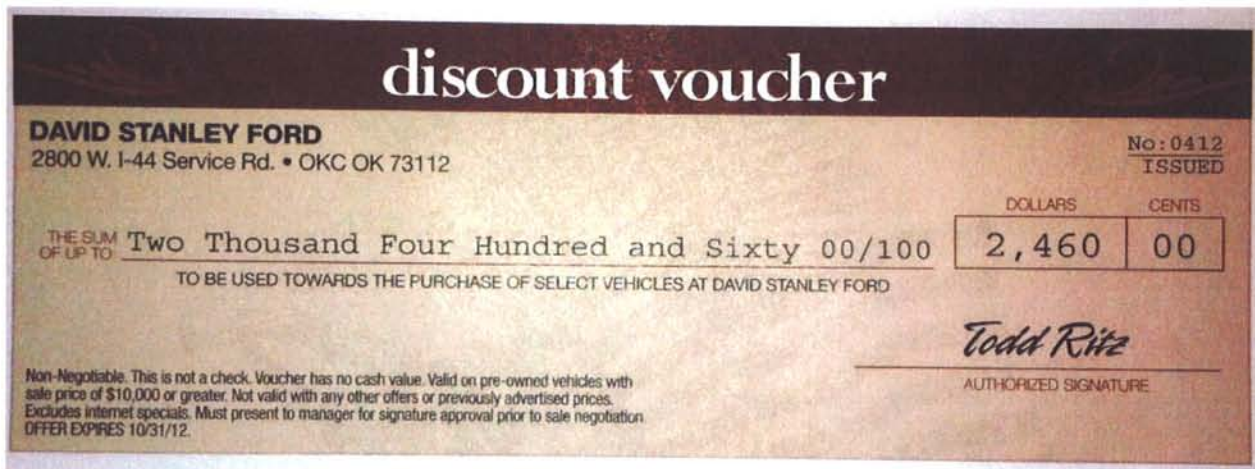 discount voucher
DAVID STANLEY FORD
2800 W. I-44 Service Rd. • OKC OK 73112
No:0412
ISSUED
DOLLARS CENTS
THE SUM
OF UP TO Two Thousand Four Hundred and Sixty 00/100 2,460 00
TO BE USED TOWARDS THE PURCHASE OF SELECT VEHICLES AT DAVID STANLEY FORD
Todd Ritz
AUTHORIZED SIGNATURE
Non-Negotiable. This is not a check. Voucher has no cash value. Valid on pre-owned vehicles with
sale price of $10,000 or greater. Not valid with any other offers or previously advertised prices.
Excludes internet specials. Must present to manager for signature approval prior to sale negotiation.
OFFER EXPIRES 10/31/12.